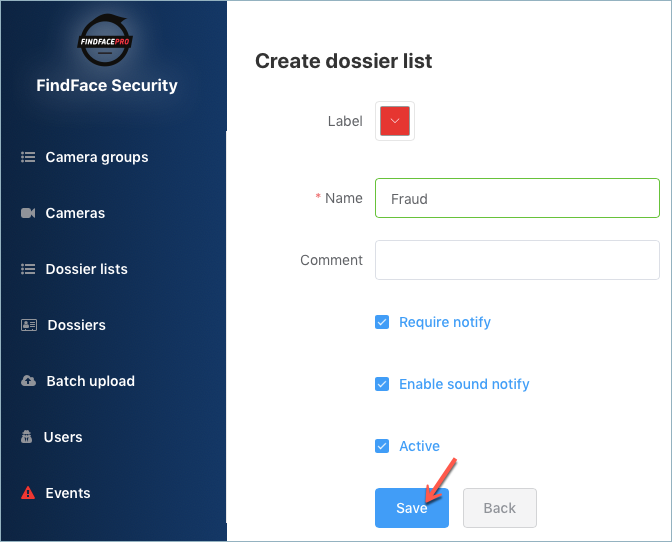 FINDFACEPRO
FindFace Security
Camera groups
Cameras
Dossier lists
Dossiers
Batch upload
Users
Events
Create dossier list
Label
* Name
Fraud
Comment
Require notify
Enable sound notify
Active
Save
Back